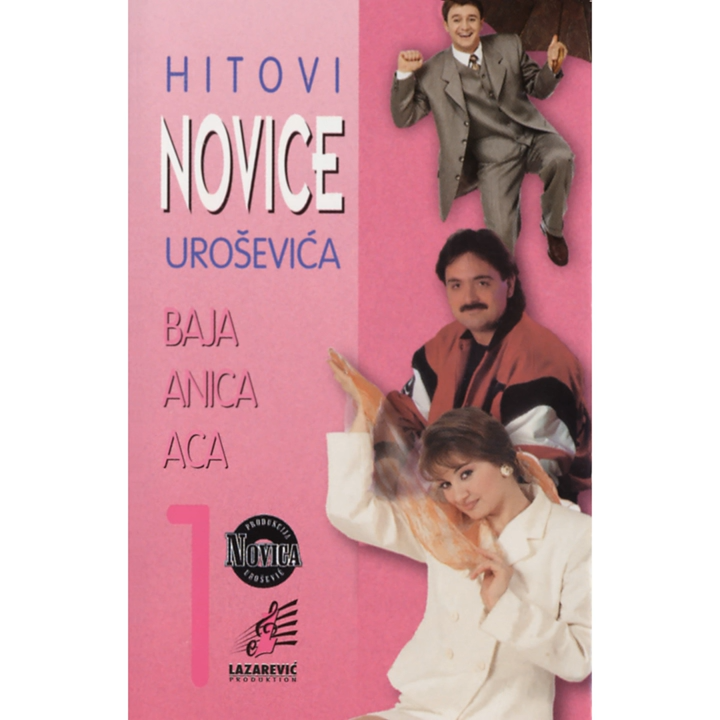 HITOVI
NOVICE
UROŠEVIĆA
BAJA
ANICA
ACA
1
PRODUKCIJA
NOVICA
UROŠEVIĆ
LAZAREVIĆ
PRODUKTION